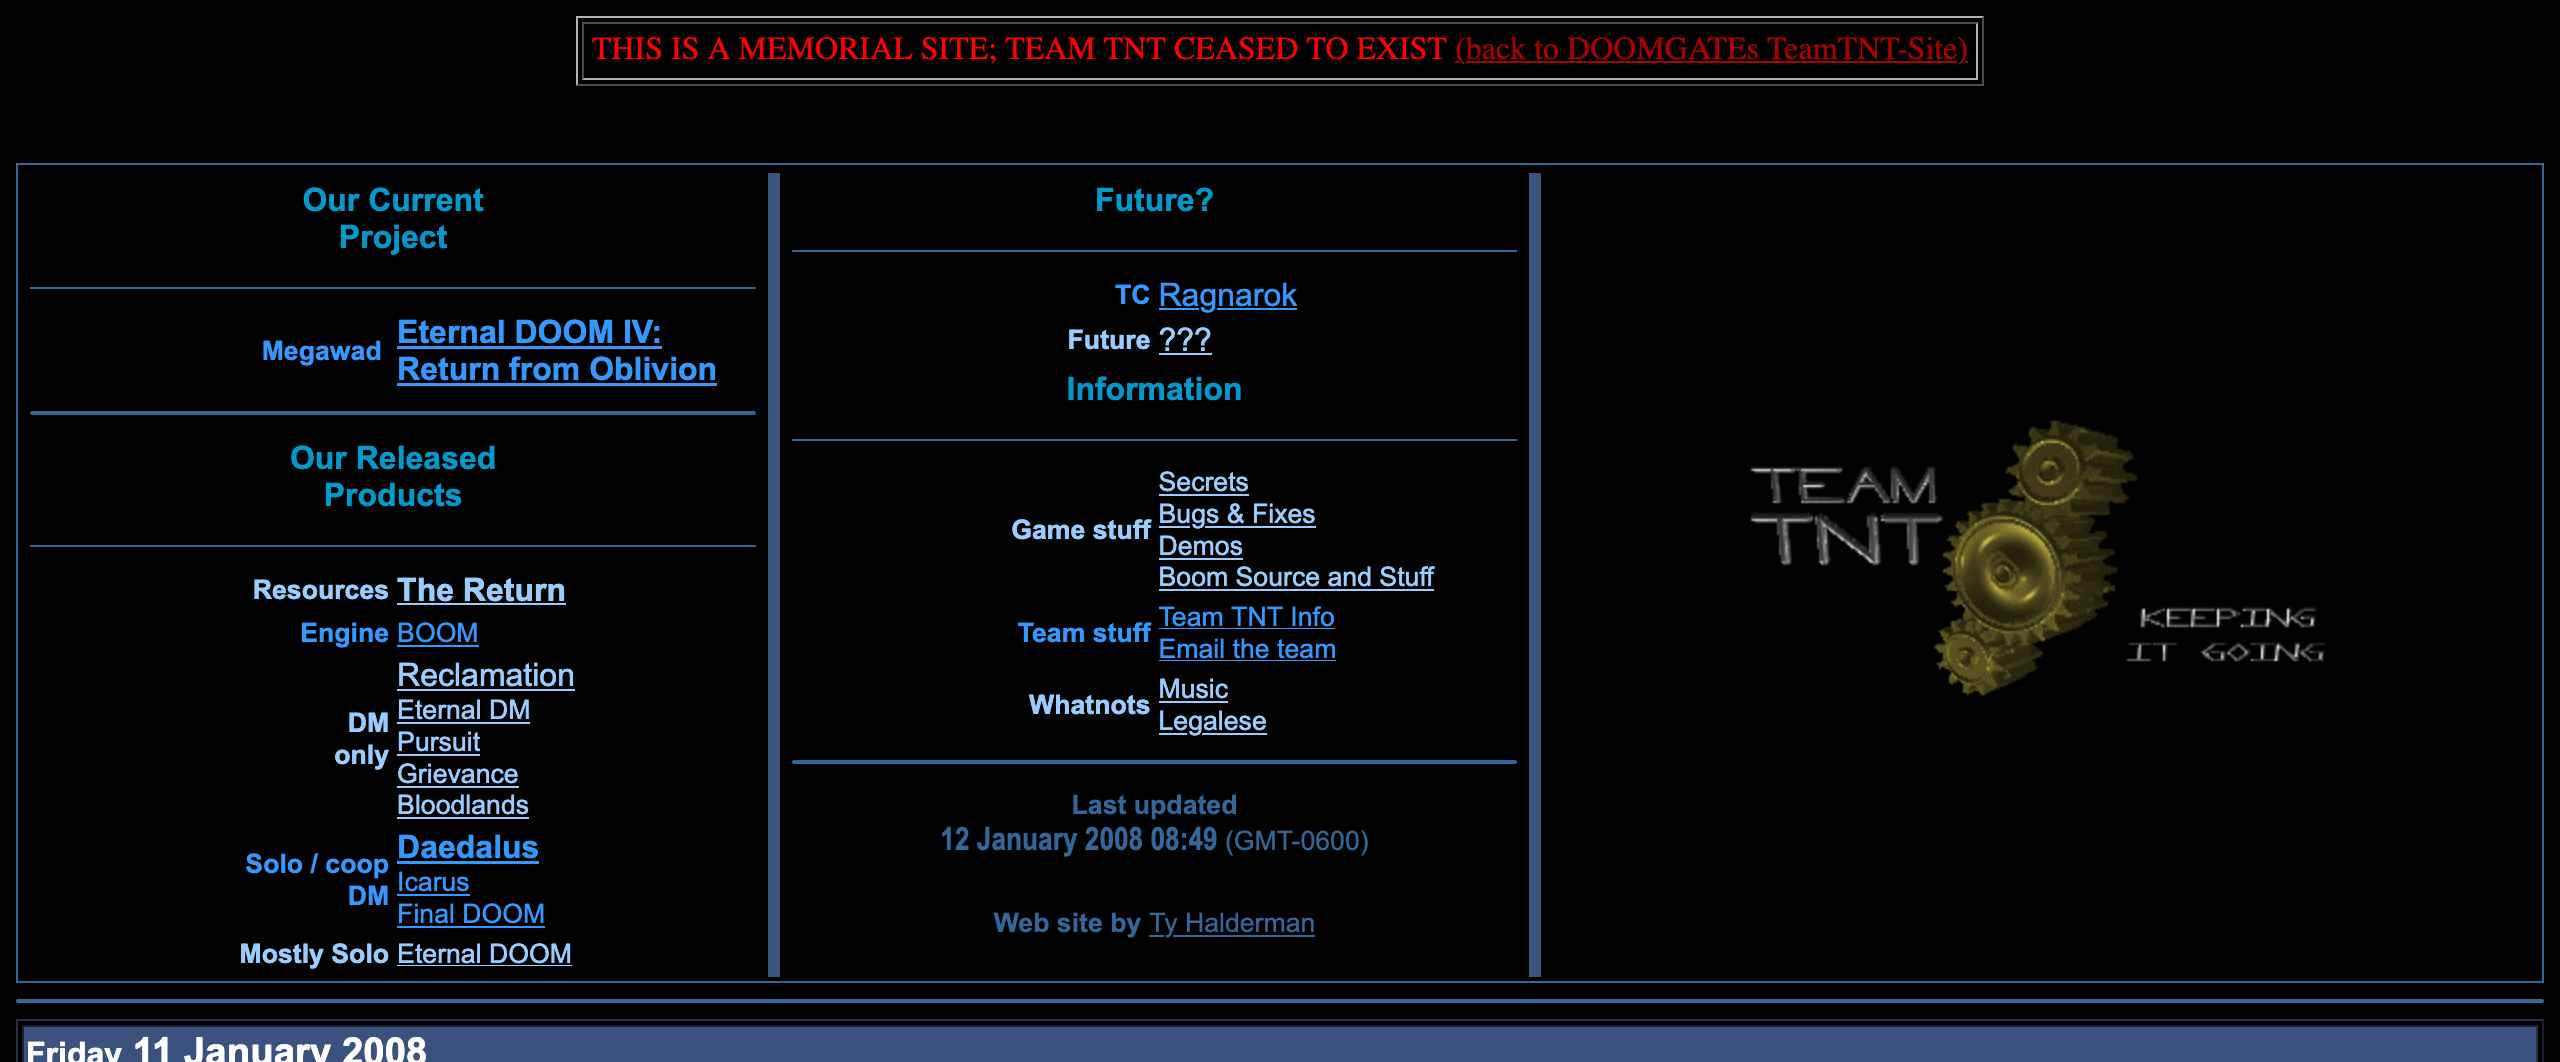 THIS IS A MEMORIAL SITE; TEAM TNT CEASED TO EXIST (back to DOOMGATEs TeamTNT-Site)
Our Current
Project
Megawad
Eternal DOOM IV:
Return from Oblivion
Our Released
Products
Resources The Return
Engine BOOM
DM
only
Reclamation
Eternal DM
Pursuit
Grievance
Bloodlands
Solo / coop
DM
Daedalus
Icarus
Final DOOM
Mostly Solo Eternal DOOM
Future?
TC Ragnarok
Future ???
Information
Game stuff
Secrets
Bugs & Fixes
Demos
Boom Source and Stuff
Team stuff
Team TNT Info
Email the team
Whatnots
Music
Legalese
Last updated
12 January 2008 08:49 (GMT-0600)
Web site by Ty Halderman
TEAM
TNT
KEEPING
IT GOING
Friday 11 January 2008